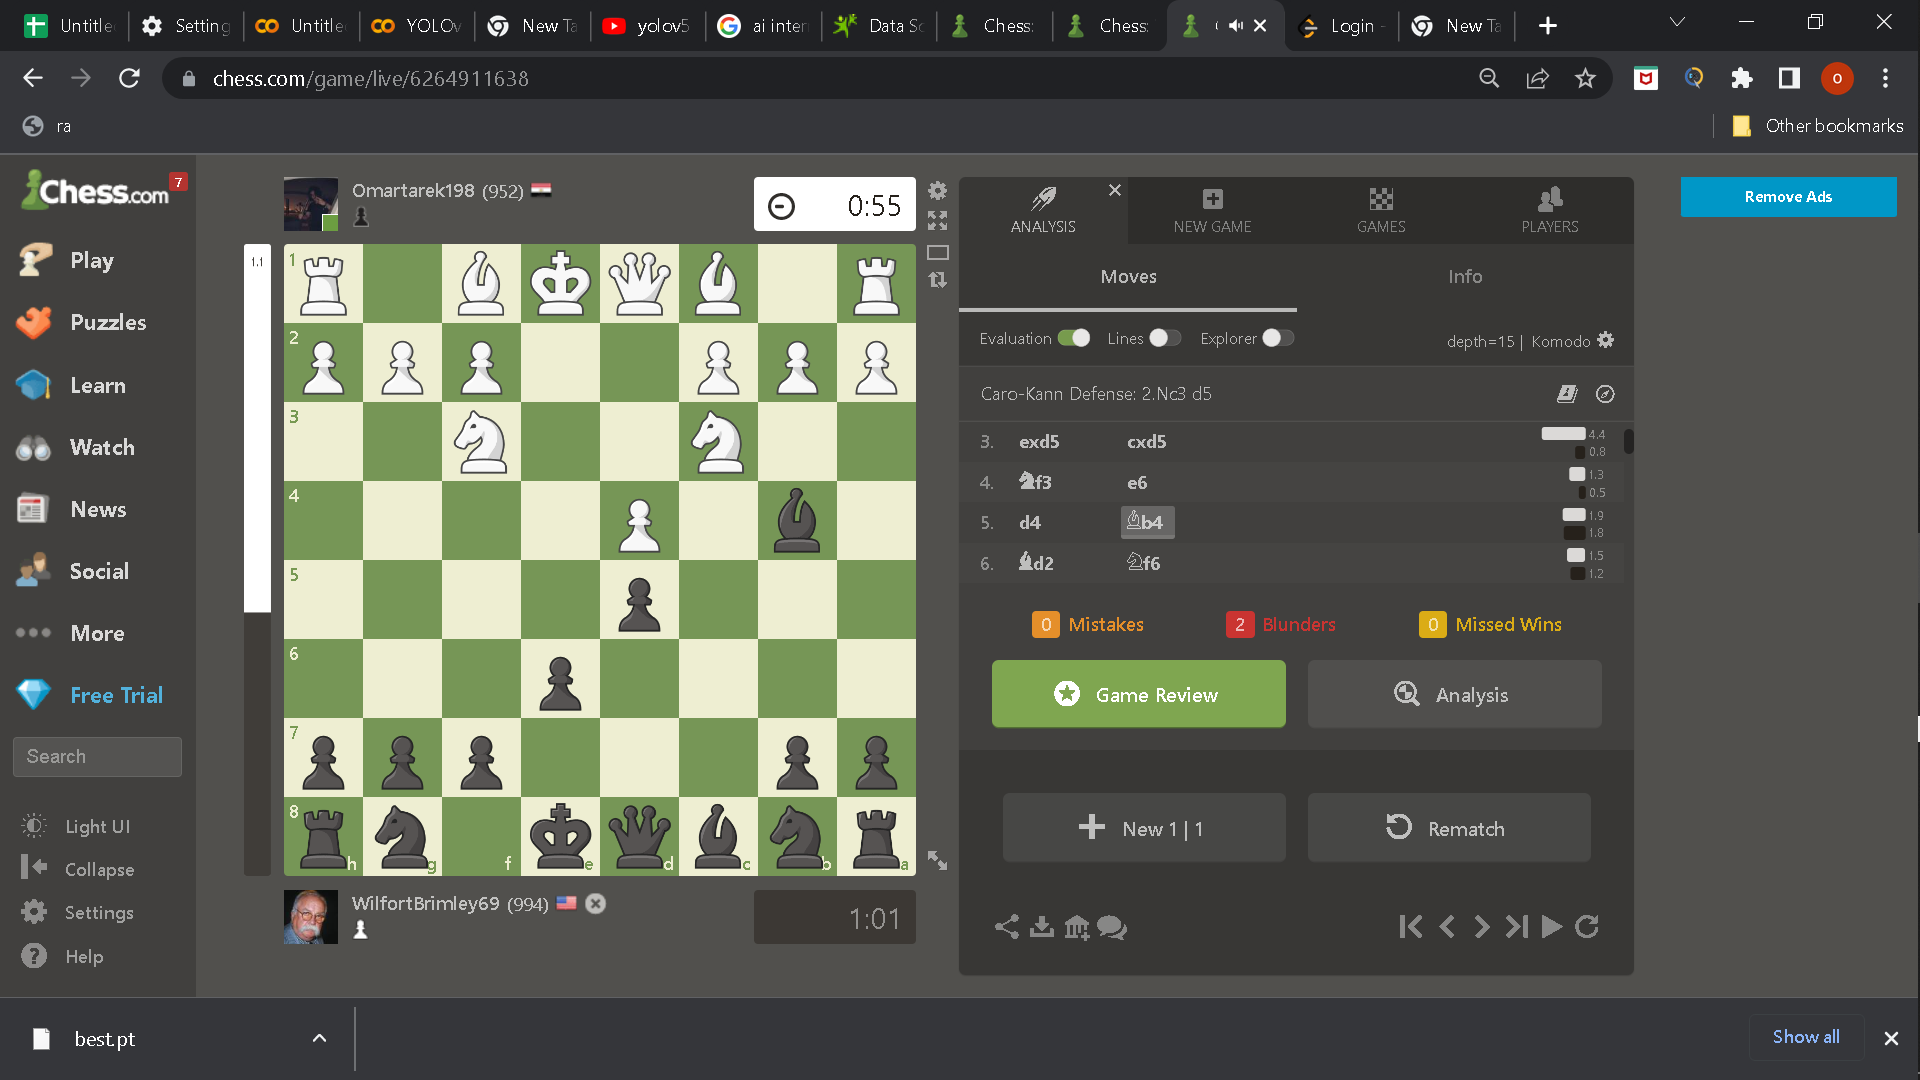 Untitle
Setting
Untitle
YOLOv
New Ta
yolov5
ai inter
Data Sc
Chess:
Chess:
Login -
New Ta
chess.com/game/live/6264911638
O
ra
Other bookmarks
Chess.com
7
Play
Puzzles
Learn
Watch
News
Social
More
Free Trial
Search
Light UI
Collapse
Settings
Help
Omartarek198 (952)
0:55
1.1
1
2
3
4
5
6
7
8
h g f e d c b a
WilfortBrimley69 (994)
1:01
ANALYSIS
NEW GAME
GAMES
PLAYERS
Moves
Info
Evaluation
Lines
Explorer
depth=15 | Komodo
Caro-Kann Defense: 2.Nc3 d5
3. exd5 cxd5 4.4 0.8
4. f3 e6 1.3 0.5
5. d4 b4 1.9 1.8
6. d2 f6 1.5 1.2
0 Mistakes
2 Blunders
0 Missed Wins
Game Review
Analysis
New 1 | 1
Rematch
Remove Ads
best.pt
Show all